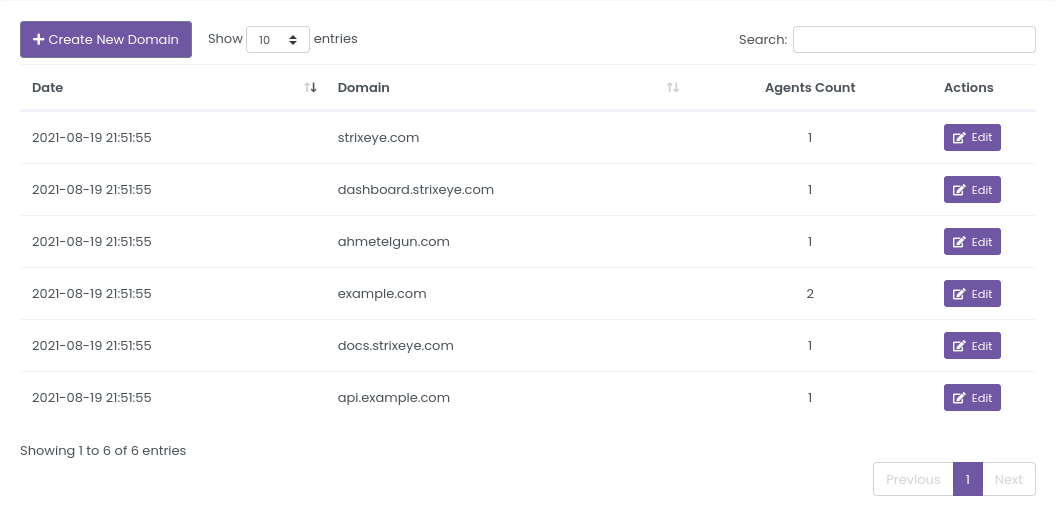 Create New Domain Show 10 entries Search:
Date Domain Agents Count Actions
2021-08-19 21:51:55 strixeye.com 1 Edit
2021-08-19 21:51:55 dashboard.strixeye.com 1 Edit
2021-08-19 21:51:55 ahmetelgun.com 1 Edit
2021-08-19 21:51:55 example.com 2 Edit
2021-08-19 21:51:55 docs.strixeye.com 1 Edit
2021-08-19 21:51:55 api.example.com 1 Edit
Showing 1 to 6 of 6 entries
Previous 1 Next